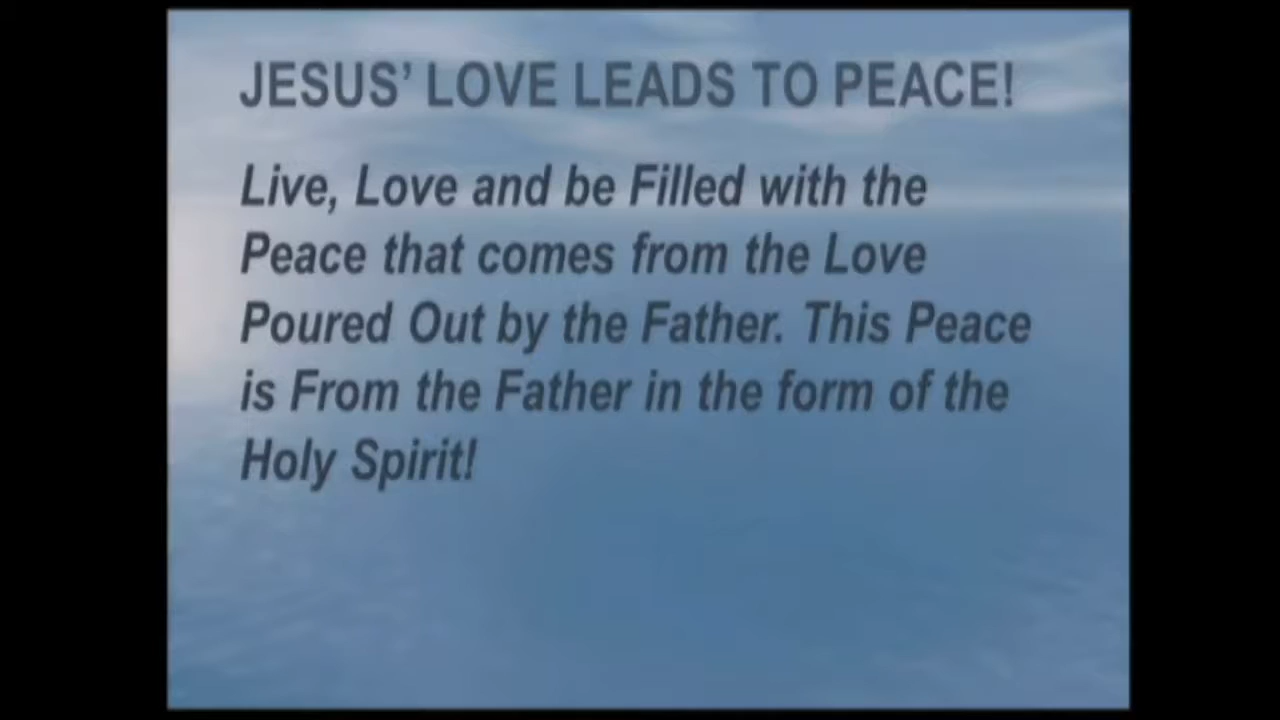 JESUS’ LOVE LEADS TO PEACE!
Live, Love and be Filled with the
Peace that comes from the Love
Poured Out by the Father. This Peace
is From the Father in the form of the
Holy Spirit!